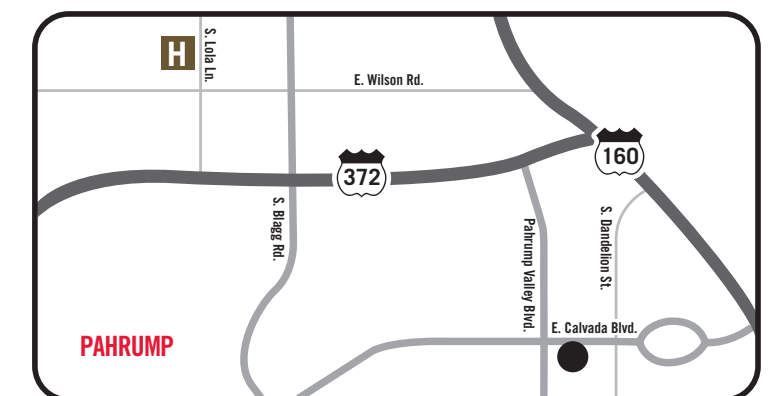 H
S. Lola Ln.
E. Wilson Rd.
160
372
S. Blagg Rd.
Pahrump Valley Blvd.
S. Dandelion St.
E. Calvada Blvd.
PAHRUMP